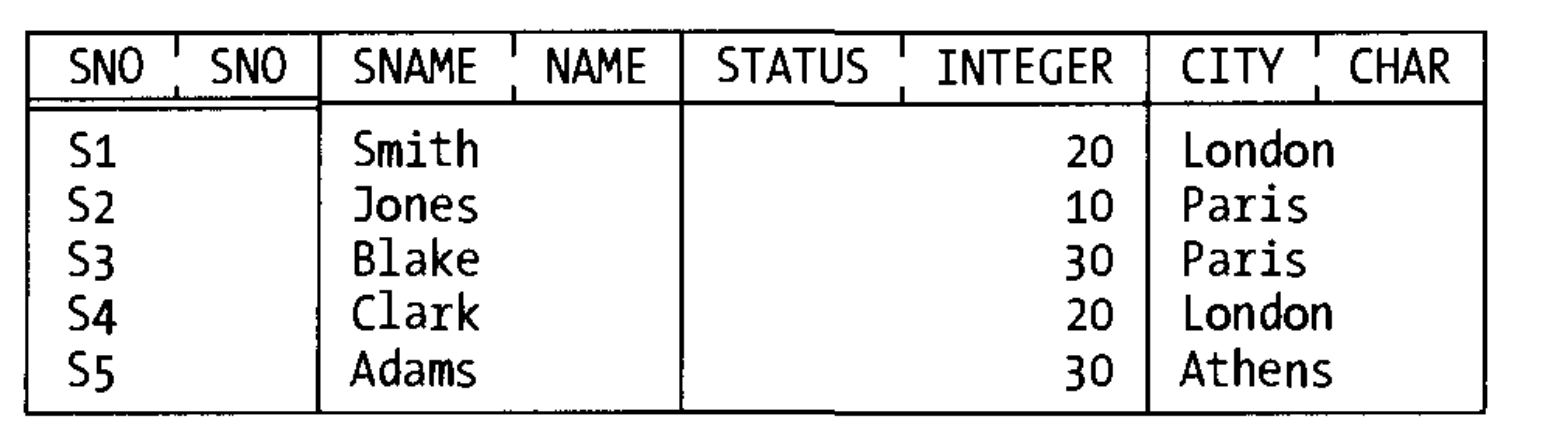 SNO SNO SNAME NAME STATUS INTEGER CITY CHAR
S1 Smith 20 London
S2 Jones 10 Paris
S3 Blake 30 Paris
S4 Clark 20 London
S5 Adams 30 Athens